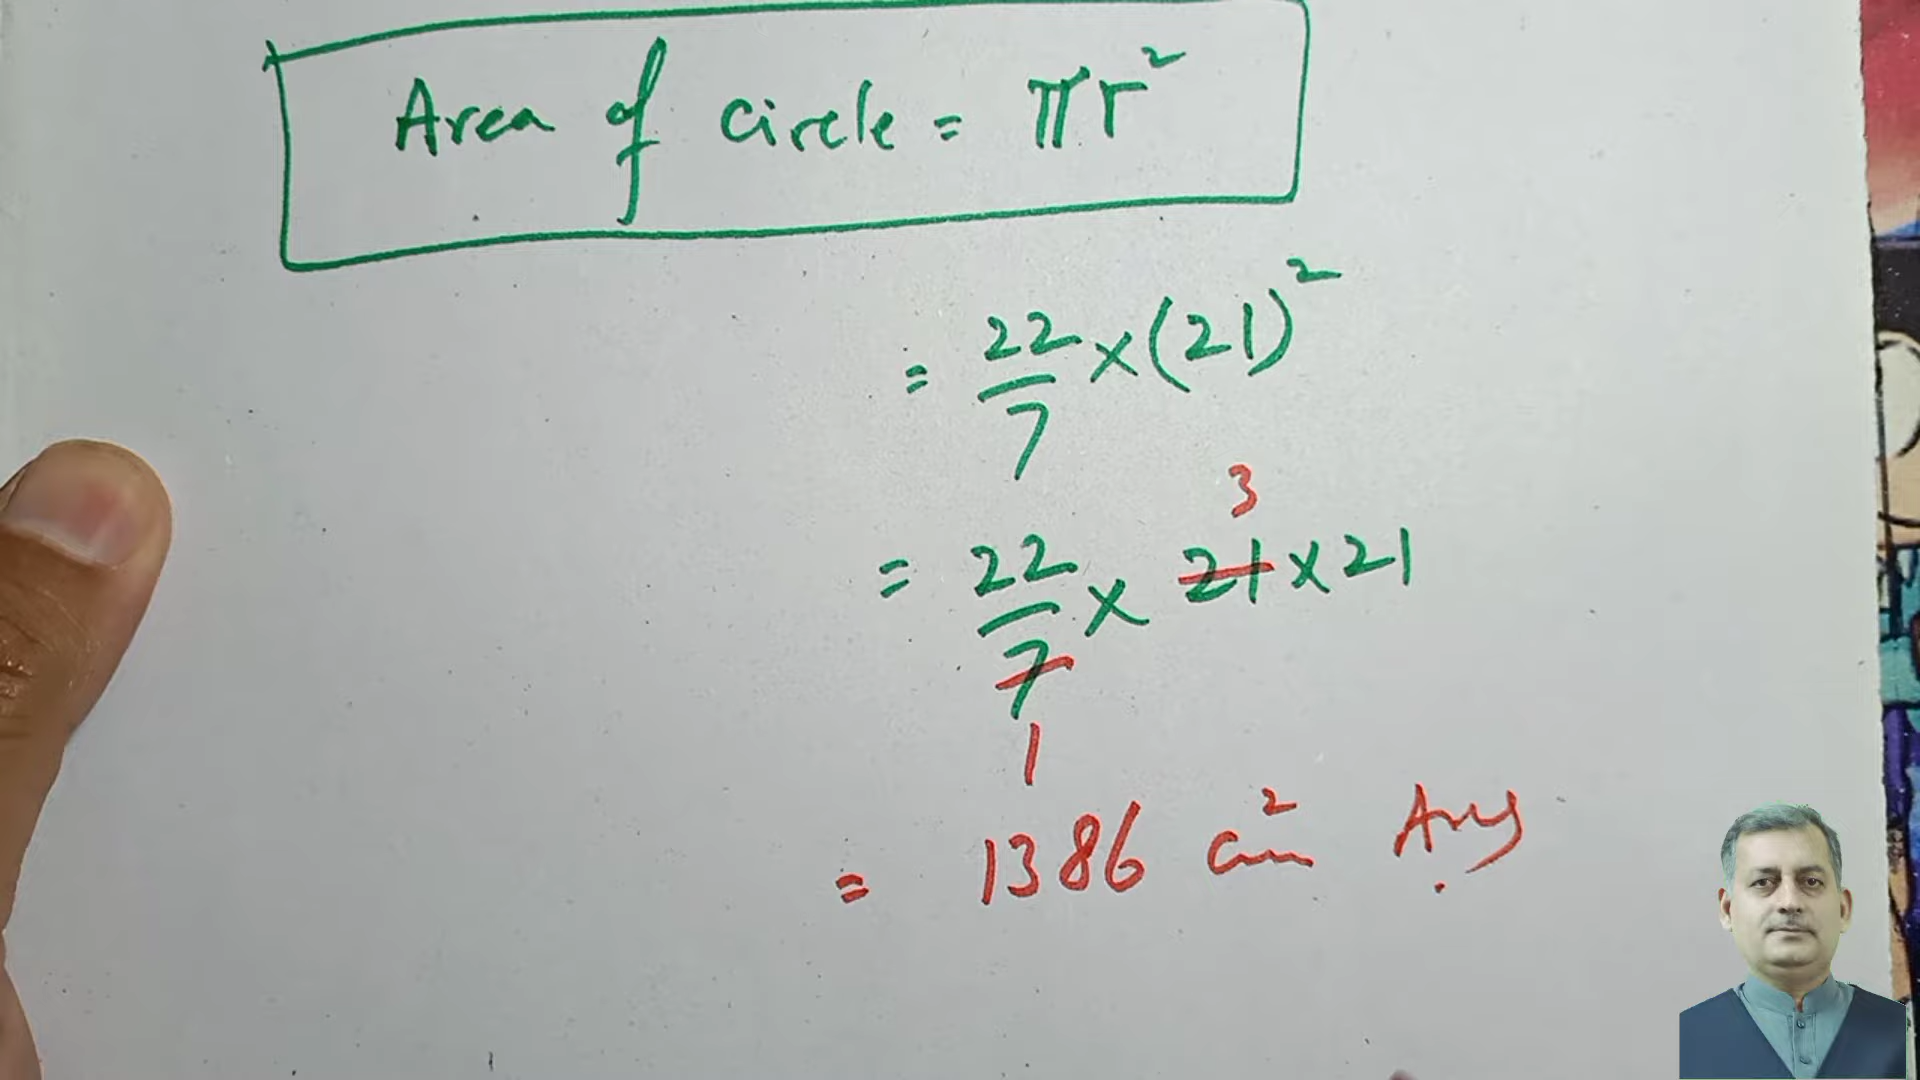 Area of circle = πr²
= 22/7 × (21)²
3
= 22/7 × 21 × 21
1
= 1386 cm² Ans